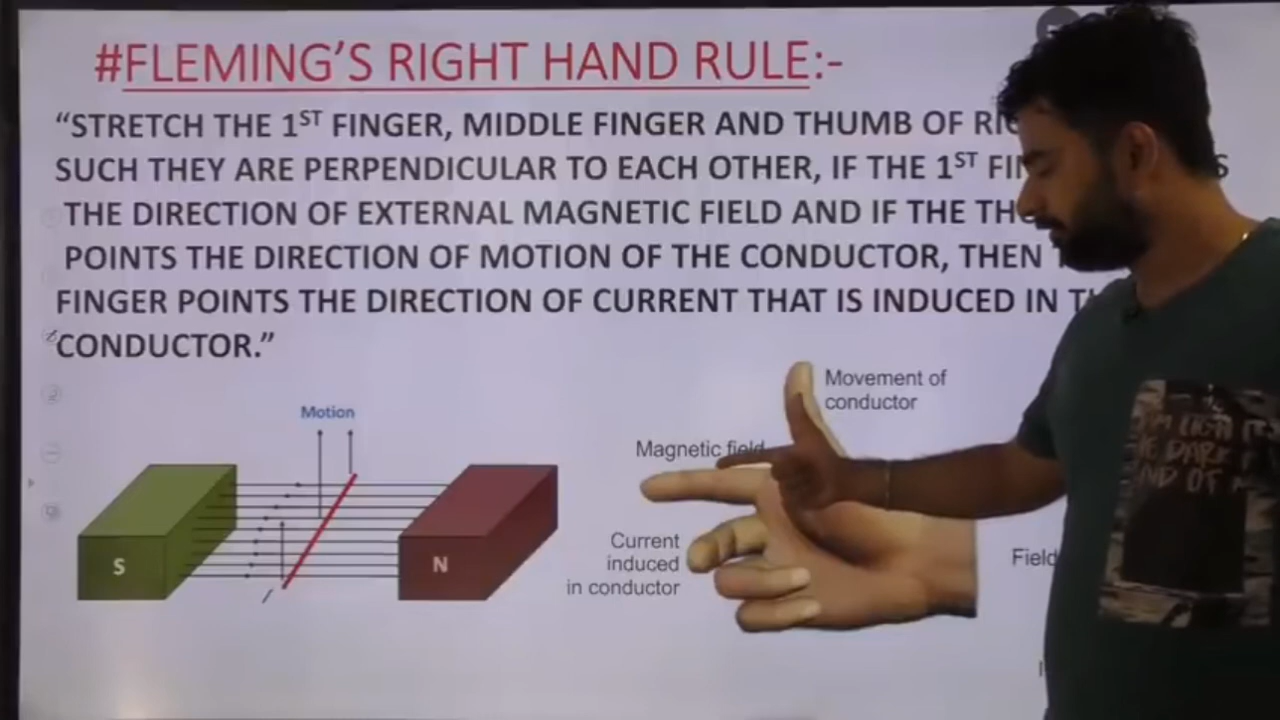 #FLEMING'S RIGHT HAND RULE:-
“STRETCH THE 1ST FINGER, MIDDLE FINGER AND THUMB OF
SUCH THEY ARE PERPENDICULAR TO EACH OTHER, IF THE 1ST
THE DIRECTION OF EXTERNAL MAGNETIC FIELD AND IF THE
POINTS THE DIRECTION OF MOTION OF THE CONDUCTOR, THEN
FINGER POINTS THE DIRECTION OF CURRENT THAT IS INDUCED IN
CONDUCTOR.”
Motion
S
N
Movement of
conductor
Magnetic field
Current
induced
in conductor
Field